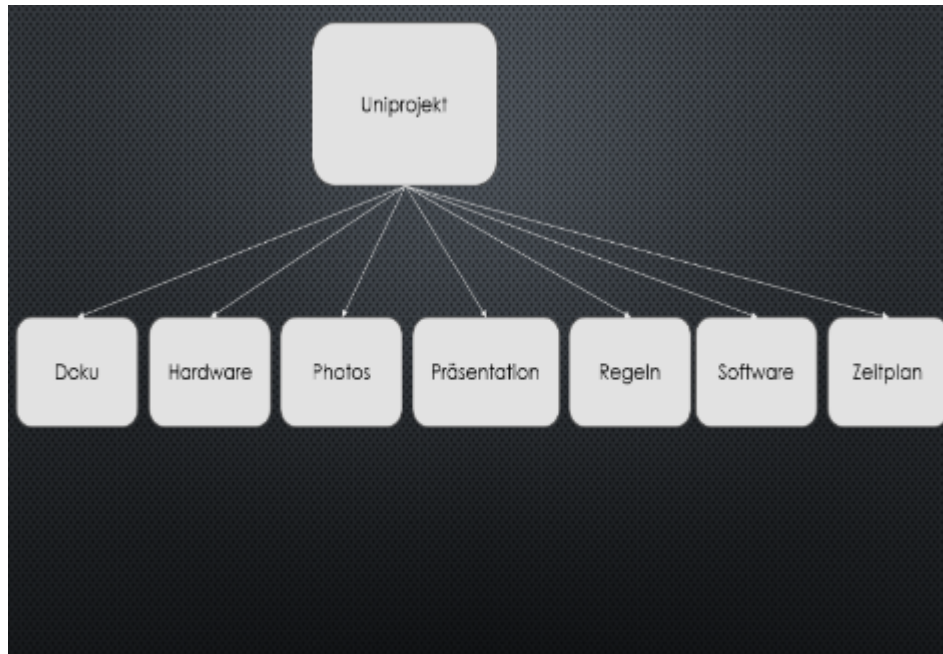 Uniprojekt
Doku
Hardware
Photos
Präsentation
Regeln
Software
Zeitplan